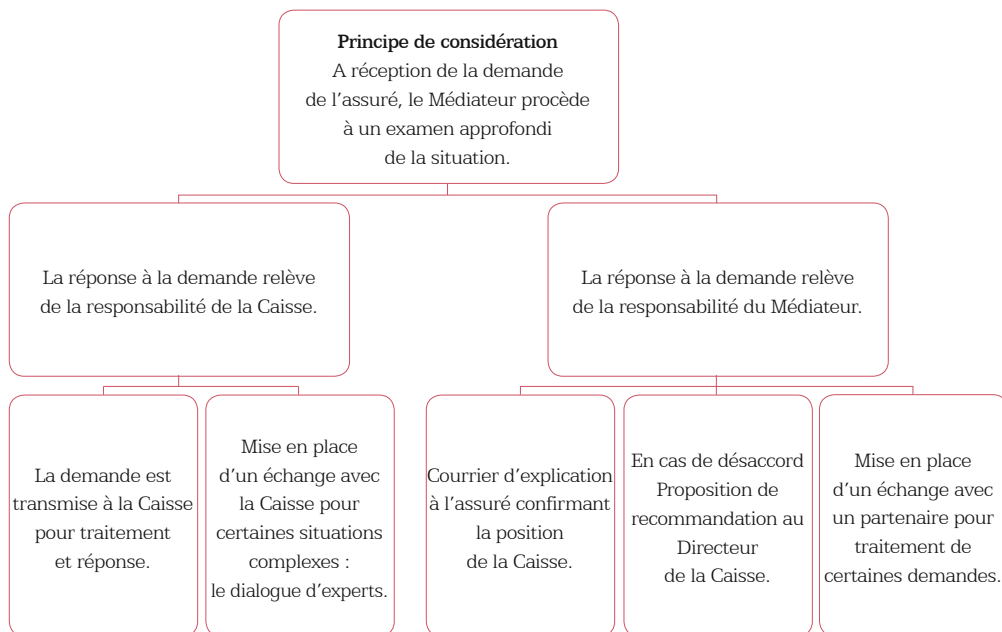 Principe de considération
A réception de la demande
de l'assuré, le Médiateur procède
à un examen approfondi
de la situation.
La réponse à la demande relève
de la responsabilité de la Caisse.
La réponse à la demande relève
de la responsabilité du Médiateur.
La demande est
transmise à la Caisse
pour traitement
et réponse.
Mise en place
d'un échange avec
la Caisse pour
certaines situations
complexes :
le dialogue d'experts.
Courrier d'explication
à l'assuré confirmant
la position
de la Caisse.
En cas de désaccord
Proposition de
recommandation au
Directeur
de la Caisse.
Mise en place
d'un échange avec
un partenaire pour
traitement de
certaines demandes.